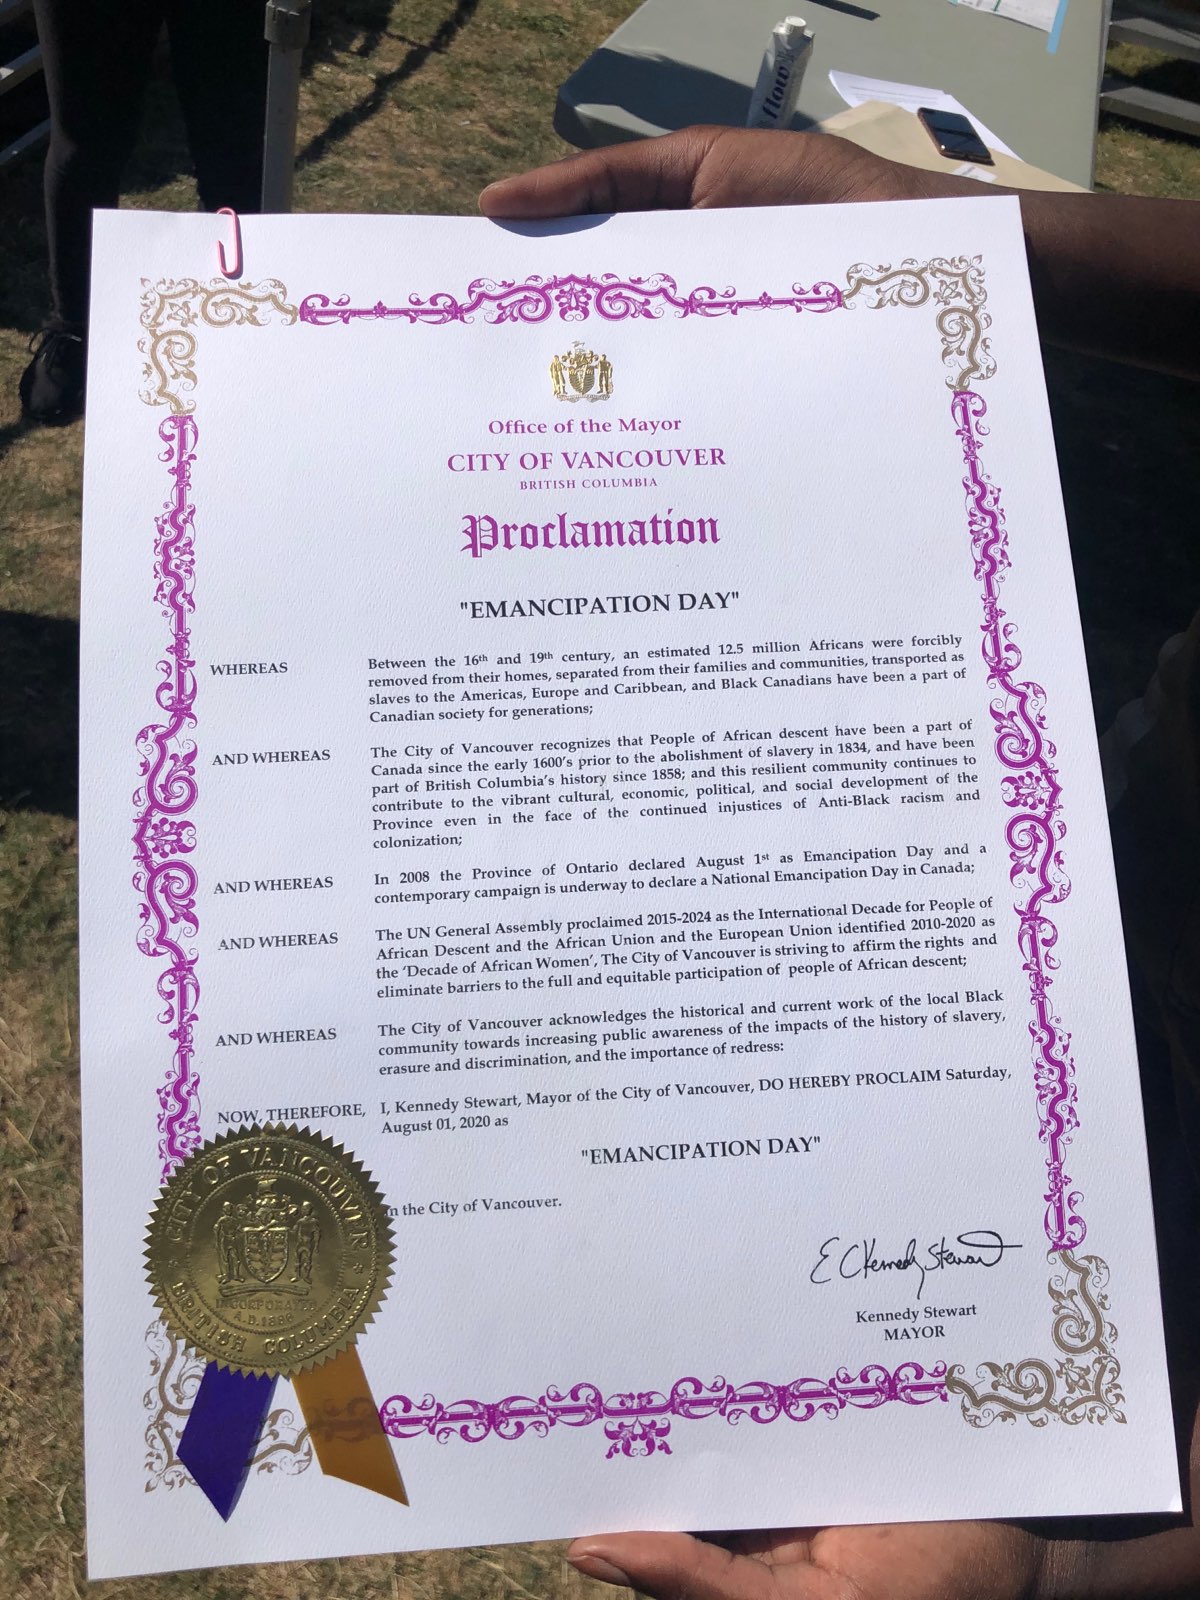 flow
Office of the Mayor
CITY OF VANCOUVER
BRITISH COLUMBIA
Proclamation
"EMANCIPATION DAY"
WHEREAS Between the 16th and 19th century, an estimated 12.5 million Africans were forcibly
removed from their homes, separated from their families and communities, transported as
slaves to the Americas, Europe and Caribbean, and Black Canadians have been a part of
Canadian society for generations;
AND WHEREAS The City of Vancouver recognizes that People of African descent have been a part of
Canada since the early 1600's prior to the abolishment of slavery in 1834, and have been
part of British Columbia's history since 1858; and this resilient community continues to
contribute to the vibrant cultural, economic, political, and social development of the
Province even in the face of the continued injustices of Anti-Black racism and
colonization;
AND WHEREAS In 2008 the Province of Ontario declared August 1st as Emancipation Day and a
contemporary campaign is underway to declare a National Emancipation Day in Canada;
AND WHEREAS The UN General Assembly proclaimed 2015-2024 as the International Decade for People of
African Descent and the African Union and the European Union identified 2010-2020 as
the 'Decade of African Women', The City of Vancouver is striving to affirm the rights and
eliminate barriers to the full and equitable participation of people of African descent;
AND WHEREAS The City of Vancouver acknowledges the historical and current work of the local Black
community towards increasing public awareness of the impacts of the history of slavery,
erasure and discrimination, and the importance of redress:
NOW, THEREFORE, I, Kennedy Stewart, Mayor of the City of Vancouver, DO HEREBY PROCLAIM Saturday,
August 01, 2020 as
"EMANCIPATION DAY"
in the City of Vancouver.
CITY OF VANCOUVER
INCORPORATED
A.D. 1886
BRITISH COLUMBIA
E C Kennedy Stewart
Kennedy Stewart
MAYOR